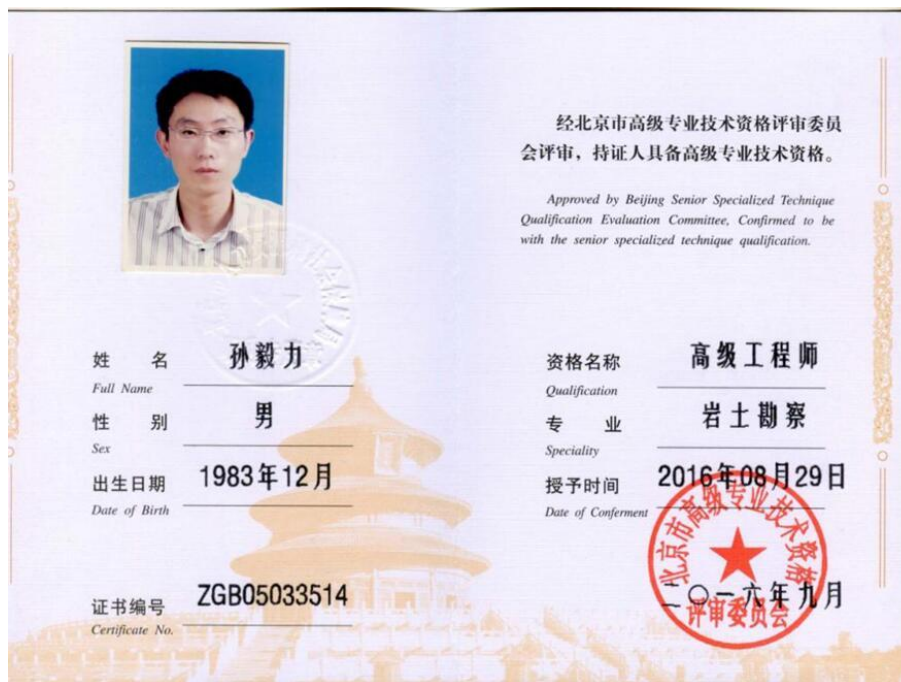 经北京市高级专业技术资格评审委员
会评审，持证人具备高级专业技术资格。
Approved by Beijing Senior Specialized Technique
Qualification Evaluation Committee, Confirmed to be
with the senior specialized technique qualification.
姓 名 孙毅力
Full Name
性 别 男
Sex
出生日期 1983年12月
Date of Birth
证书编号 ZGB05033514
Certificate No.
资格名称 高级工程师
Qualification
专 业 岩土勘察
Speciality
授予时间 2016年08月29日
Date of Conferment
北京市高级专业技术资格
评审委员会
二〇一六年九月